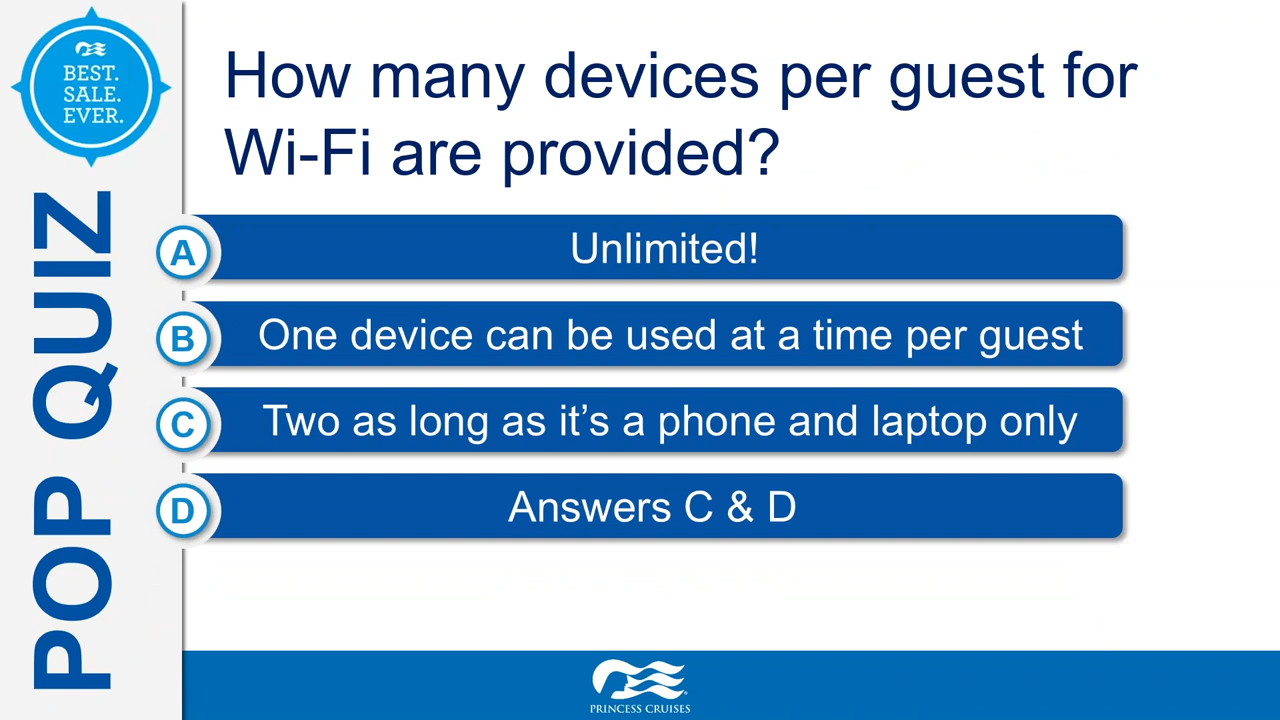 BEST.
SALE.
EVER.
POP QUIZ
How many devices per guest for
Wi-Fi are provided?
A Unlimited!
B One device can be used at a time per guest
C Two as long as it’s a phone and laptop only
D Answers C & D
PRINCESS CRUISES